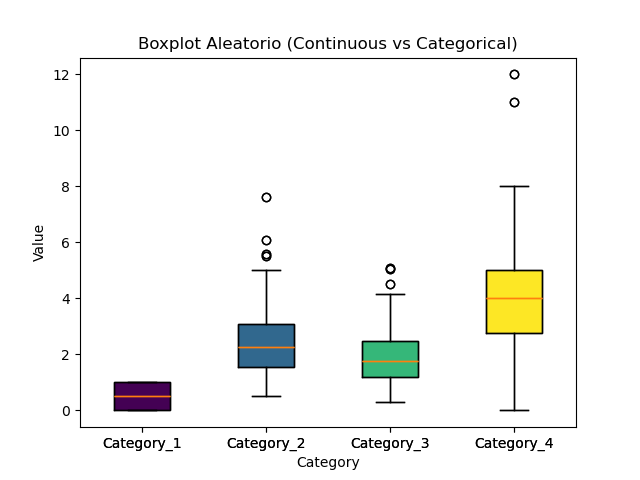 Boxplot Aleatorio (Continuous vs Categorical)
12
10
8
6
4
2
0
Value
Category_1 Category_2 Category_3 Category_4
Category